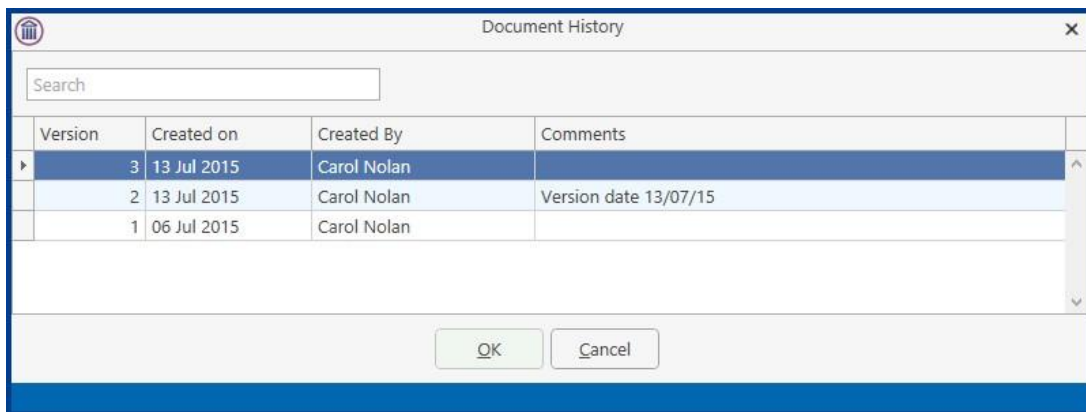 Document History
Search
Version Created on Created By Comments
3 13 Jul 2015 Carol Nolan
2 13 Jul 2015 Carol Nolan Version date 13/07/15
1 06 Jul 2015 Carol Nolan
OK Cancel